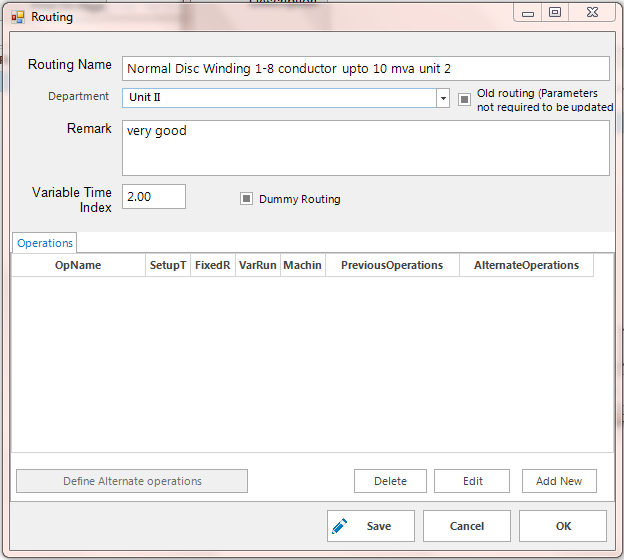 Routing
Routing Name
Normal Disc Winding 1-8 conductor upto 10 mva unit 2
Department
Unit II
Old routing (Parameters
not required to be updated
Remark
very good
Variable Time
Index
2.00
Dummy Routing
Operations
OpName SetupT FixedR VarRun Machin PreviousOperations AlternateOperations
Define Alternate operations
Delete
Edit
Add New
Save
Cancel
OK